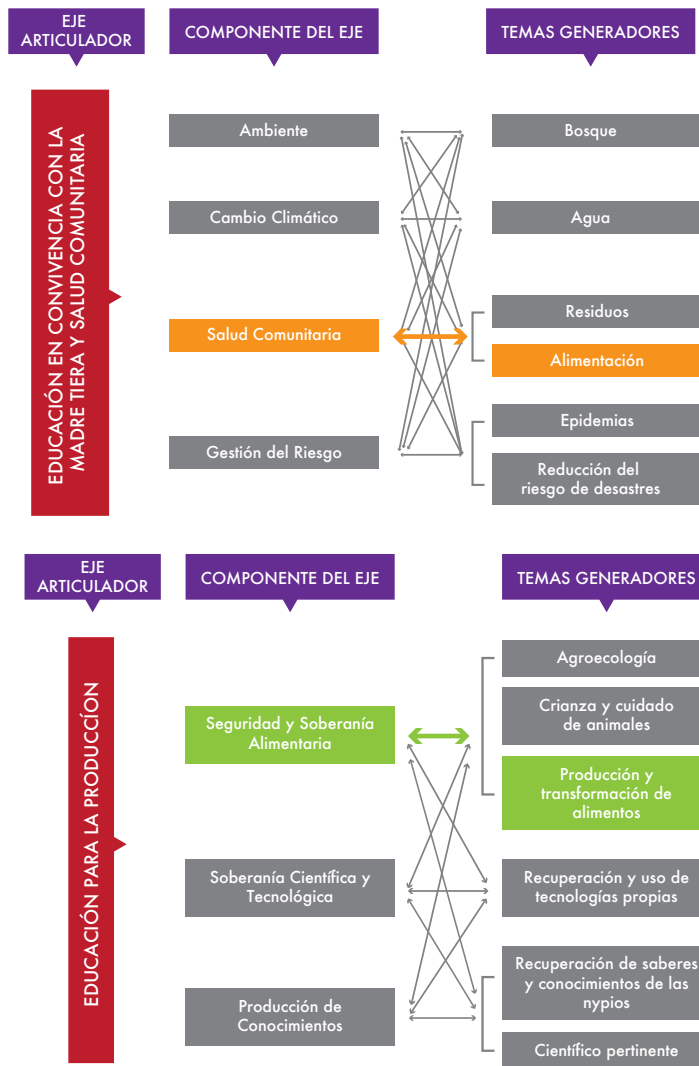 EJE
ARTICULADOR
COMPONENTE DEL EJE
TEMAS GENERADORES
EDUCACIÓN EN CONVIVENCIA CON LA
MADRE TIERA Y SALUD COMUNITARIA
Ambiente
Cambio Climático
Salud Comunitaria
Gestión del Riesgo
Bosque
Agua
Residuos
Alimentación
Epidemias
Reducción del
riesgo de desastres
EJE
ARTICULADOR
COMPONENTE DEL EJE
TEMAS GENERADORES
EDUCACIÓN PARA LA PRODUCCÍON
Seguridad y Soberanía
Alimentaria
Soberanía Científica y
Tecnológica
Producción de
Conocimientos
Agroecología
Crianza y cuidado
de animales
Producción y
transformación de
alimentos
Recuperación y uso de
tecnologías propias
Recuperación de saberes
y conocimientos de las
nypios
Científico pertinente